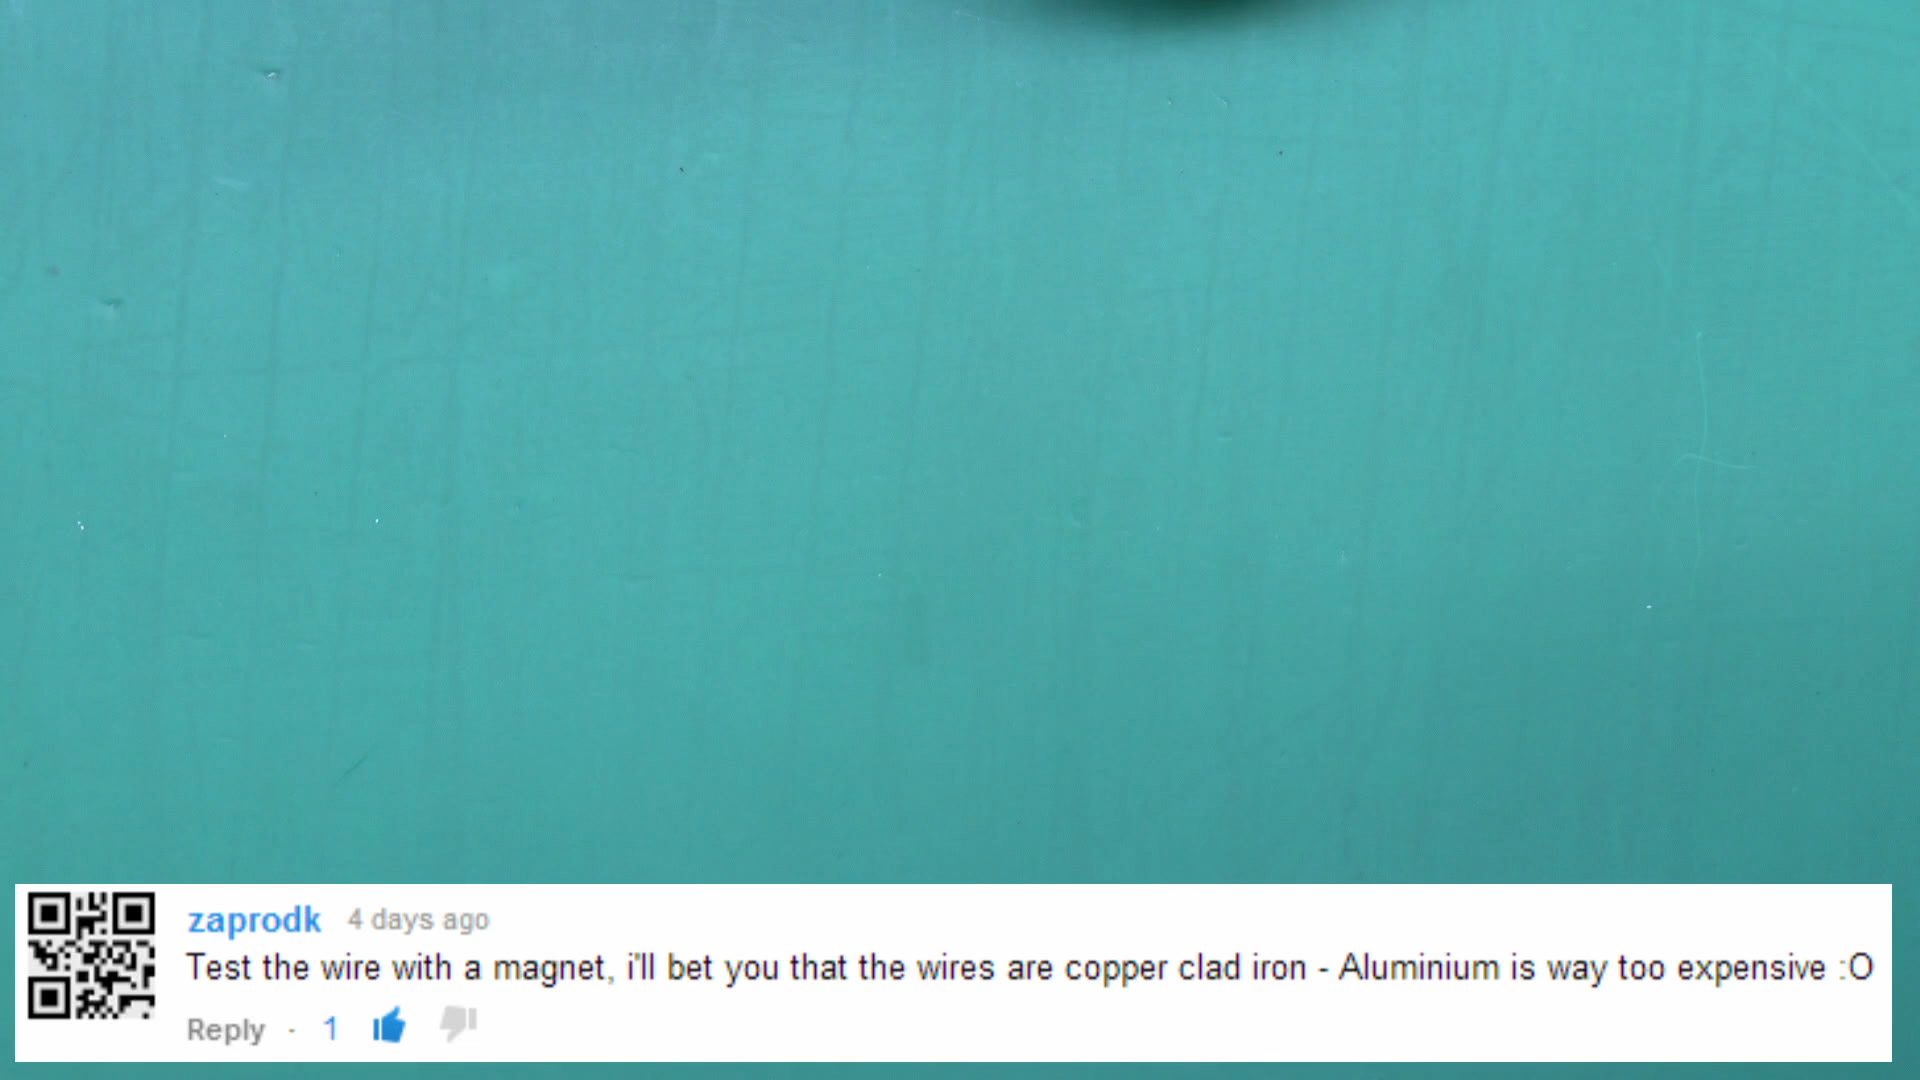 zaprodk 4 days ago
Test the wire with a magnet, i'll bet you that the wires are copper clad iron - Aluminium is way too expensive :O
Reply · 1